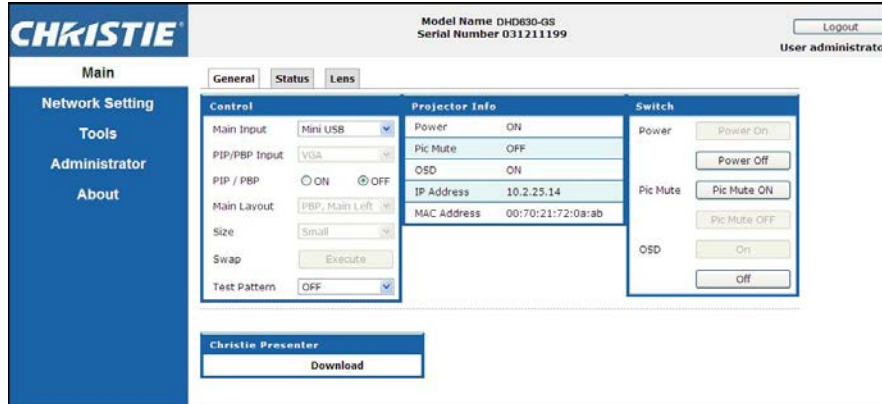 CHRISTIE
Model Name DHD630-GS
Serial Number 031211199
Logout
User administrato
Main
Network Setting
Tools
Administrator
About
General Status Lens
Control
Main Input Mini USB
PIP/PBP Input VGA
PIP / PBP ON OFF
Main Layout PBP, Main Left
Size Small
Swap Execute
Test Pattern OFF
Projector Info
Power ON
Pic Mute OFF
OSD ON
IP Address 10.2.25.14
MAC Address 00:70:21:72:0a:ab
Switch
Power Power On
Power Off
Pic Mute Pic Mute ON
Pic Mute OFF
OSD On
Off
Christie Presenter
Download